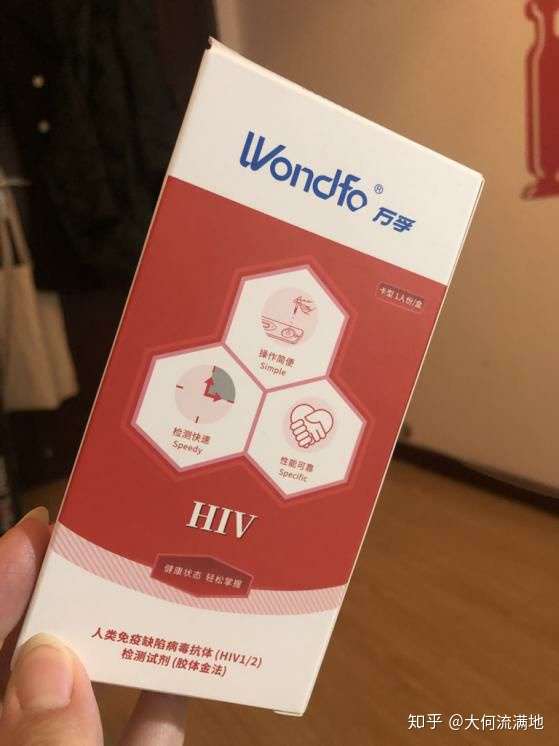 Wondfo® 万孚
卡型 1人份/盒
操作简便
Simple
检测快速
Speedy
性能可靠
Specific
HIV
健康状态 轻松掌握
人类免疫缺陷病毒抗体(HIV1/2)
检测试剂(胶体金法)
知乎 @大何流满地